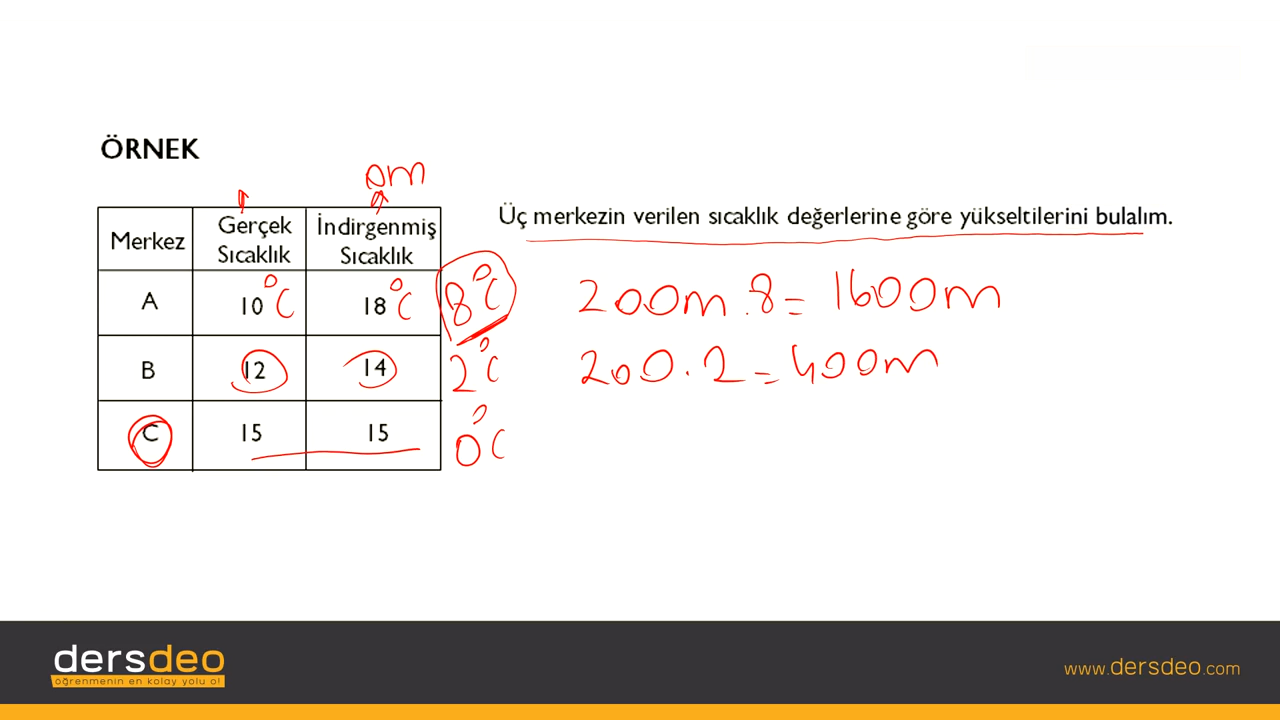 ÖRNEK
0m
Merkez Gerçek Sıcaklık İndirgenmiş Sıcaklık
A 10 °C 18 °C 8 °C
B 12 14 2 °C
C 15 15 0 °C
Üç merkezin verilen sıcaklık değerlerine göre yükseltilerini bulalım.
200m . 8 = 1600m
200 . 2 = 400m
dersdeo
öğrenmenin en kolay yolu o!
www.dersdeo.com